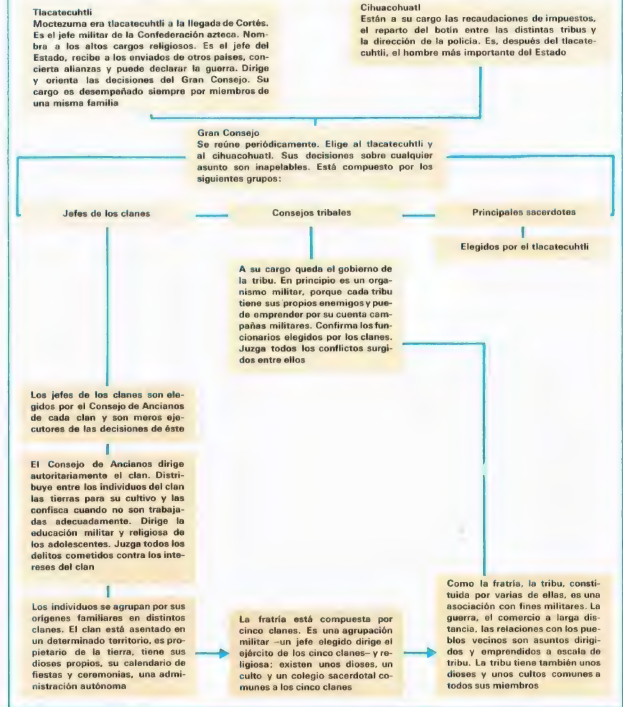 Tlacatecuhtli
Moctezuma era tlacatecuhtli a la llegada de Cortés.
Es el jefe militar de la Confederación azteca. Nom-
bra a los altos cargos religiosos. Es el jefe del
Estado, recibe a los enviados de otros países, con-
cierta alianzas y puede declarar la guerra. Dirige
y orienta las decisiones del Gran Consejo. Su
cargo es desempeñado siempre por miembros de
una misma familia
Cihuacohuatl
Están a su cargo las recaudaciones de impuestos,
el reparto del botín entre las distintas tribus y
la dirección de la policía. Es, después del tlacate-
cuhtli, el hombre más importante del Estado
Gran Consejo
Se reúne periódicamente. Elige al tlacatecuhtli y
al cihuacohuatl. Sus decisiones sobre cualquier
asunto son inapelables. Está compuesto por los
siguientes grupos:
Jefes de los clanes
Consejos tribales
Principales sacerdotes
Elegidos por el tlacatecuhtli
A su cargo queda el gobierno de
la tribu. En principio es un orga-
nismo militar, porque cada tribu
tiene sus propios enemigos y pue-
de emprender por su cuenta cam-
pañas militares. Confirma los fun-
cionarios elegidos por los clanes.
Juzga todos los conflictos surgi-
dos entre ellos
Los jefes de los clanes son ele-
gidos por el Consejo de Ancianos
de cada clan y son meros eje-
cutores de las decisiones de éste
El Consejo de Ancianos dirige
autoritariamente el clan. Distri-
buye entre los individuos del clan
las tierras para su cultivo y las
confisca cuando no son trabaja-
das adecuadamente. Dirige la
educación militar y religiosa de
los adolescentes. Juzga todos los
delitos cometidos contra los inte-
reses del clan
Los individuos se agrupan por sus
orígenes familiares en distintos
clanes. El clan está asentado en
un determinado territorio, es pro-
pietario de la tierra, tiene sus
dioses propios, su calendario de
fiestas y ceremonias, una admi-
nistración autónoma
La fratría está compuesta por
cinco clanes. Es una agrupación
militar –un jefe elegido dirige el
ejército de los cinco clanes– y re-
ligiosa: existen unos dioses, un
culto y un colegio sacerdotal co-
munes a los cinco clanes
Como la fratría, la tribu, consti-
tuida por varias de ellas, es una
asociación con fines militares. La
guerra, el comercio a larga dis-
tancia, las relaciones con los pue-
blos vecinos son asuntos dirigi-
dos y emprendidos a escala de
tribu. La tribu tiene también unos
dioses y unos cultos comunes a
todos sus miembros